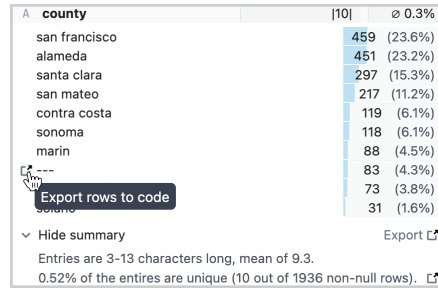 A county |10| ∅ 0.3%
san francisco 459 (23.6%)
alameda 451 (23.2%)
santa clara 297 (15.3%)
san mateo 217 (11.2%)
contra costa 119 (6.1%)
sonoma 118 (6.1%)
marin 88 (4.5%)
--- 83 (4.3%)
Export rows to code 73 (3.8%)
solano 31 (1.6%)
Hide summary Export
Entries are 3-13 characters long, mean of 9.3.
0.52% of the entires are unique (10 out of 1936 non-null rows).